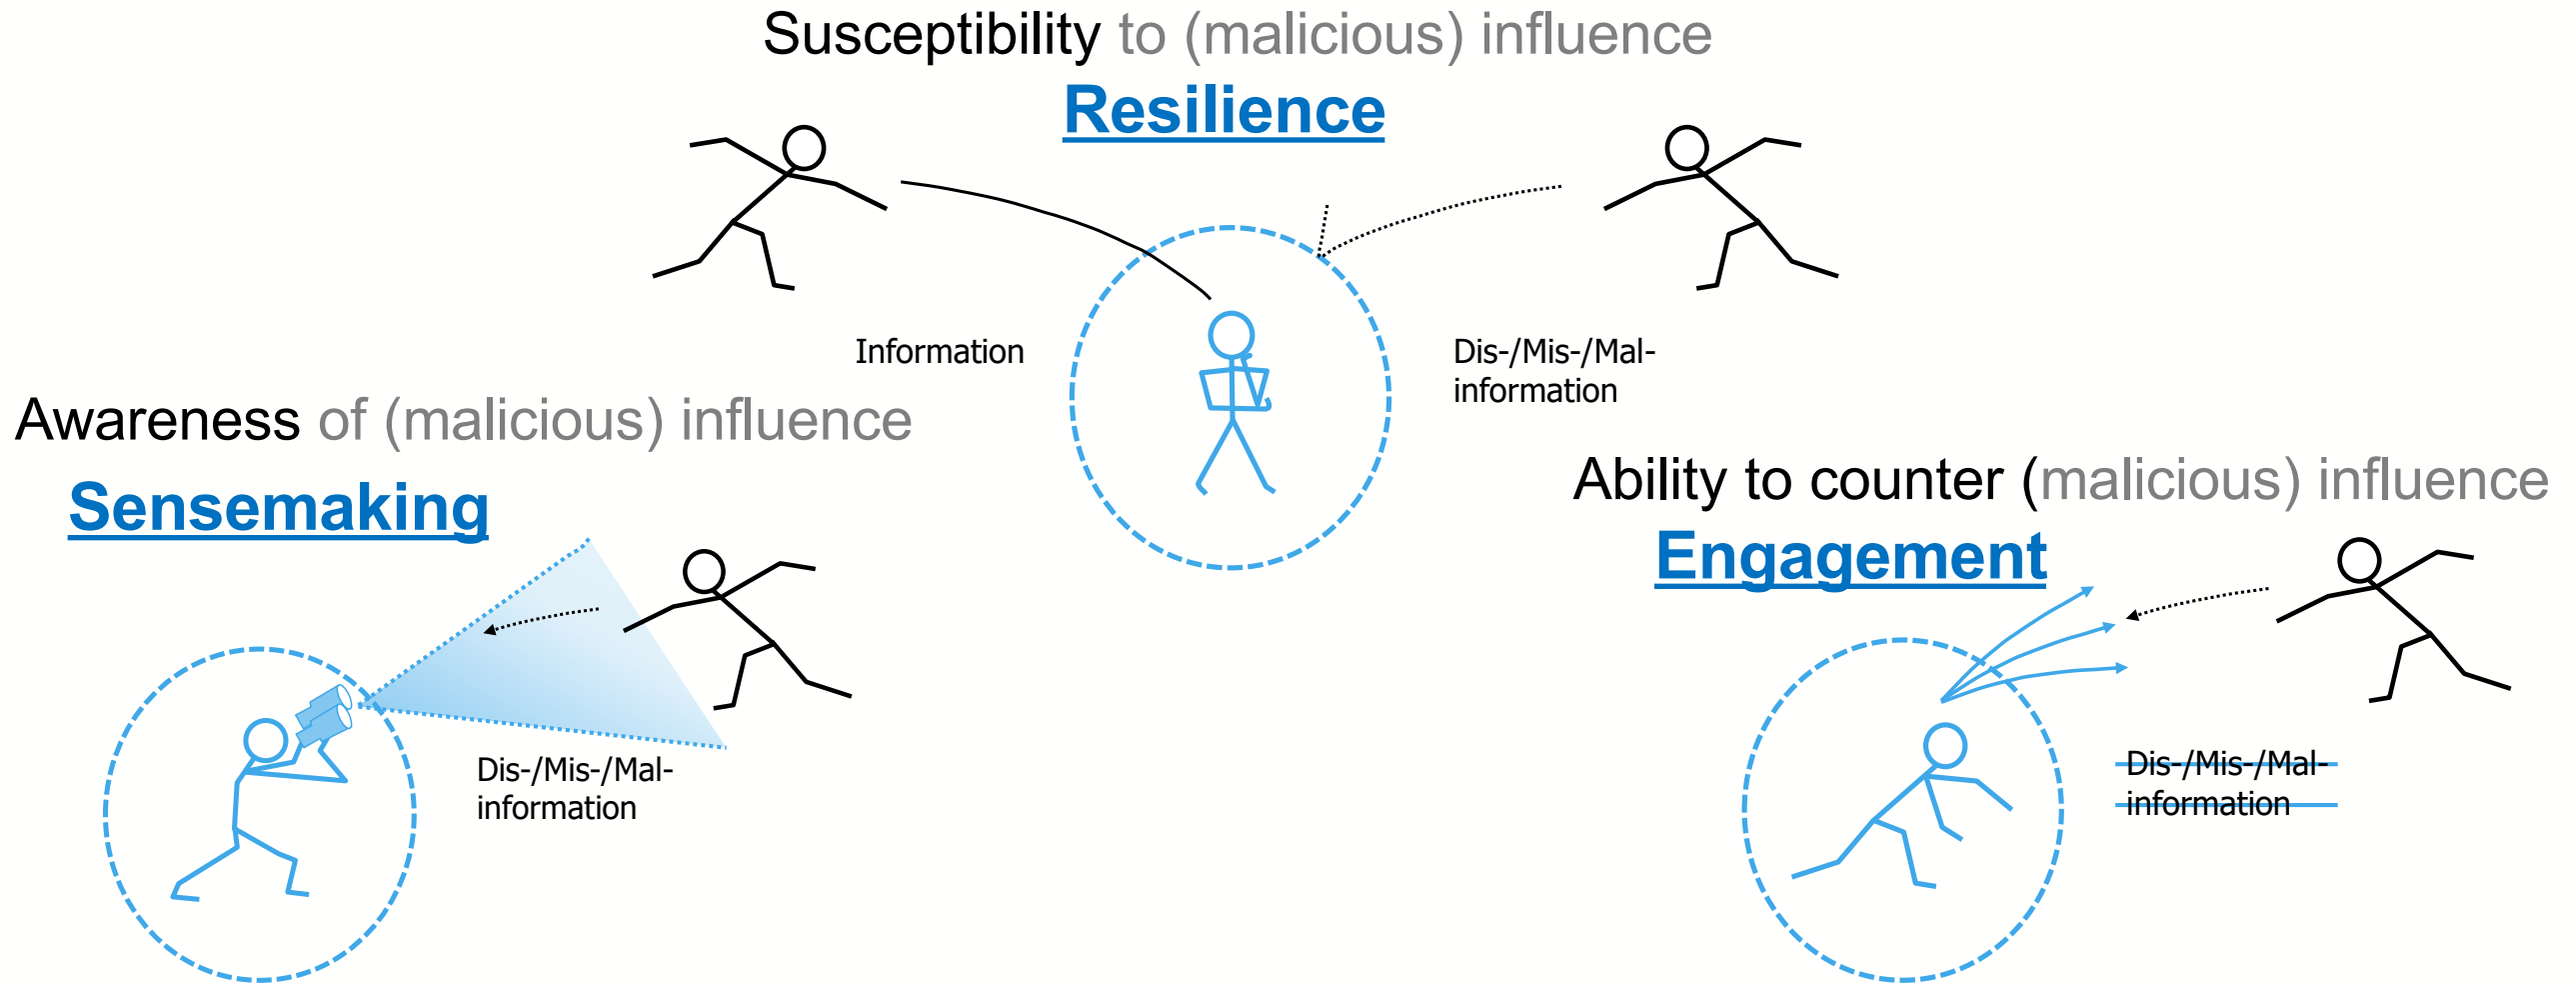 Susceptibility to (malicious) influence
Resilience
Information
Dis-/Mis-/Mal-
information
Awareness of (malicious) influence
Sensemaking
Dis-/Mis-/Mal-
information
Ability to counter (malicious) influence
Engagement
Dis-/Mis-/Mal-
information